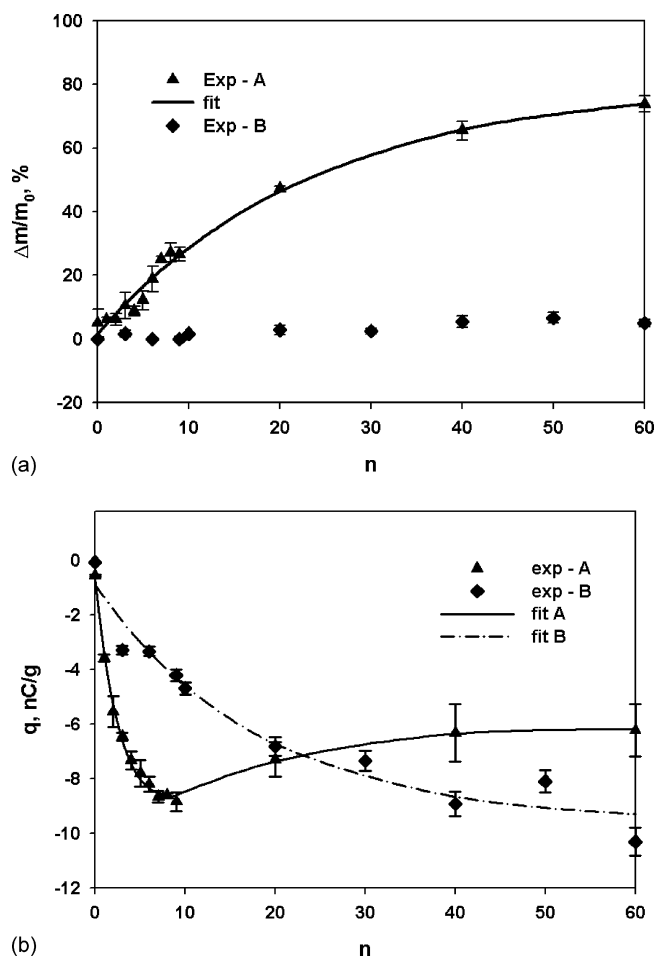 100
80
60
40
20
0
-20
Δm/m0, %
Exp - A
fit
Exp - B
0 10 20 30 40 50 60
n
(a)
0
-2
-4
-6
-8
-10
-12
q, nC/g
exp - A
exp - B
fit A
fit B
0 10 20 30 40 50 60
n
(b)